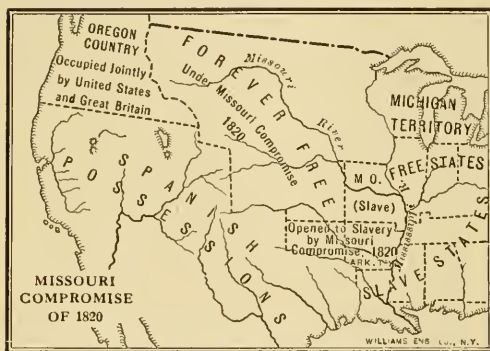 OREGON
COUNTRY
Occupied Jointly
by United States
and Great Britain
FOREVER FREE
Under Missouri Compromise
1820
Missouri
River
MICHIGAN
TERRITORY
FREE STATES
MO.
(Slave)
Opened to Slavery
by Missouri
Compromise, 1820
ARK.
Mississippi
R.
SLAVE STATES
SPANISH
POSSESSIONS
MISSOURI
COMPROMISE
OF 1820
WILLIAMS ENG. CO., N.Y.